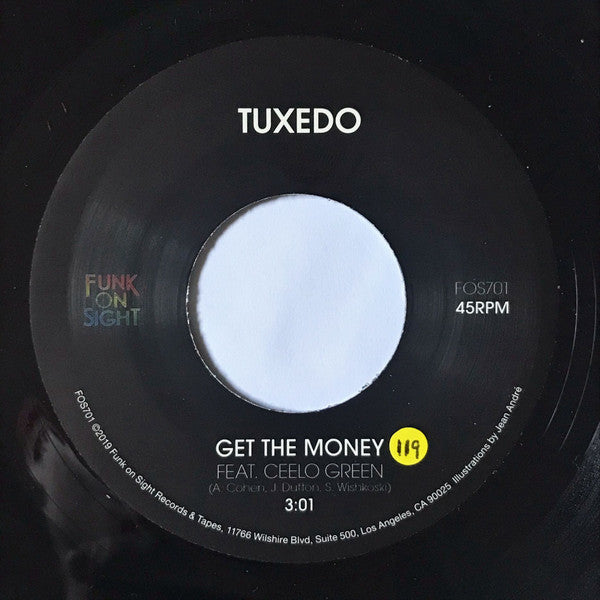 TUXEDO
FUNK
ON
SIGHT
FOS701
45RPM
GET THE MONEY
119
FEAT. CEELO GREEN
(A. Cohen, J. Dutton, S. Wishkoski)
3:01
FOS701 ©2019 Funk on Sight Records & Tapes, 11766 Wilshire Blvd, Suite 500, Los Angeles, CA 90025 Illustrations by Jean André